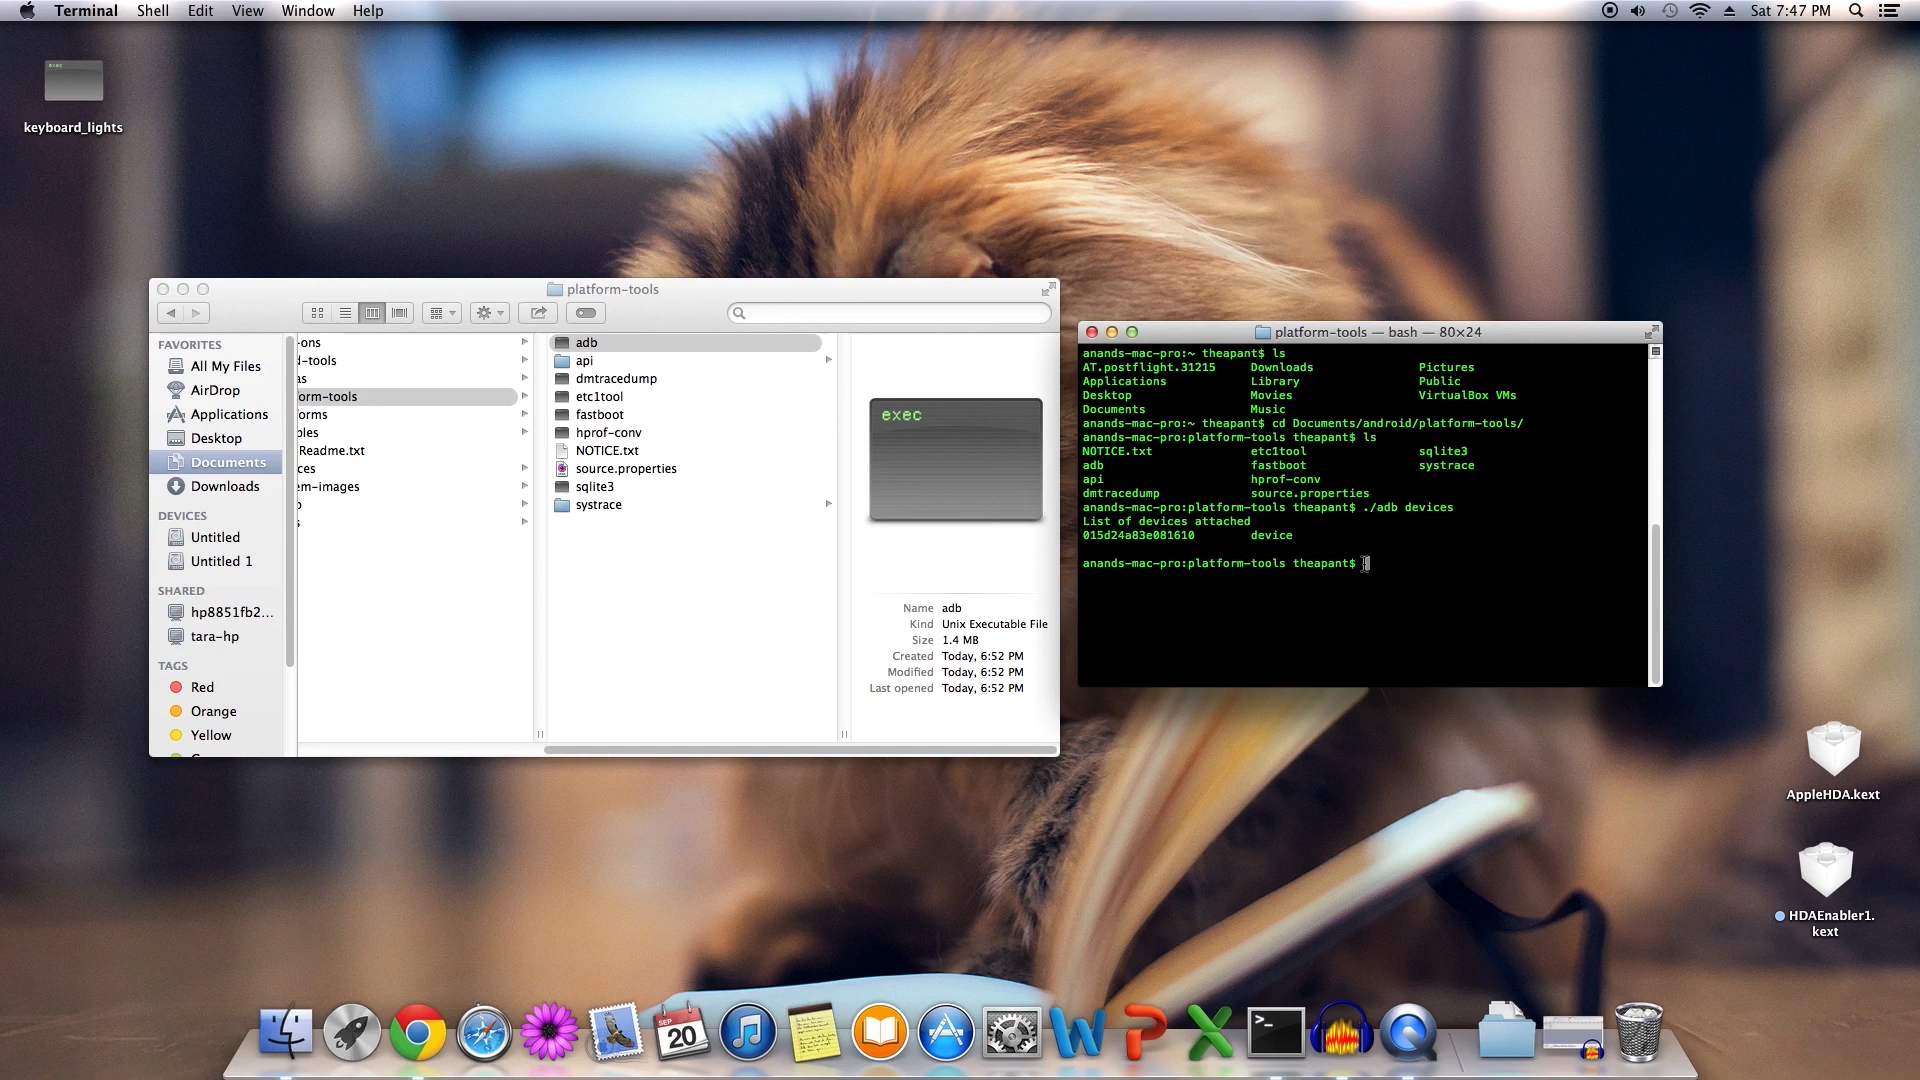 Terminal Shell Edit View Window Help
Sat 7:47 PM
exec
keyboard_lights
platform-tools
FAVORITES
All My Files
AirDrop
Applications
Desktop
Documents
Downloads
DEVICES
Untitled
Untitled 1
SHARED
hp8851fb2...
tara-hp
TAGS
Red
Orange
Yellow
-ons
d-tools
as
orm-tools
forms
bles
Readme.txt
ces
em-images
adb
api
dmtracedump
etc1tool
fastboot
hprof-conv
NOTICE.txt
source.properties
sqlite3
systrace
exec
Name adb
Kind Unix Executable File
Size 1.4 MB
Created Today, 6:52 PM
Modified Today, 6:52 PM
Last opened Today, 6:52 PM
platform-tools — bash — 80×24
anands-mac-pro:~ theapant$ ls
AT.postflight.31215 Downloads Pictures
Applications Library Public
Desktop Movies VirtualBox VMs
Documents Music
anands-mac-pro:~ theapant$ cd Documents/android/platform-tools/
anands-mac-pro:platform-tools theapant$ ls
NOTICE.txt etc1tool sqlite3
adb fastboot systrace
api hprof-conv
dmtracedump source.properties
anands-mac-pro:platform-tools theapant$ ./adb devices
List of devices attached
015d24a83e081610 device
anands-mac-pro:platform-tools theapant$
AppleHDA.kext
HDAEnabler1.
kext
SEP
20